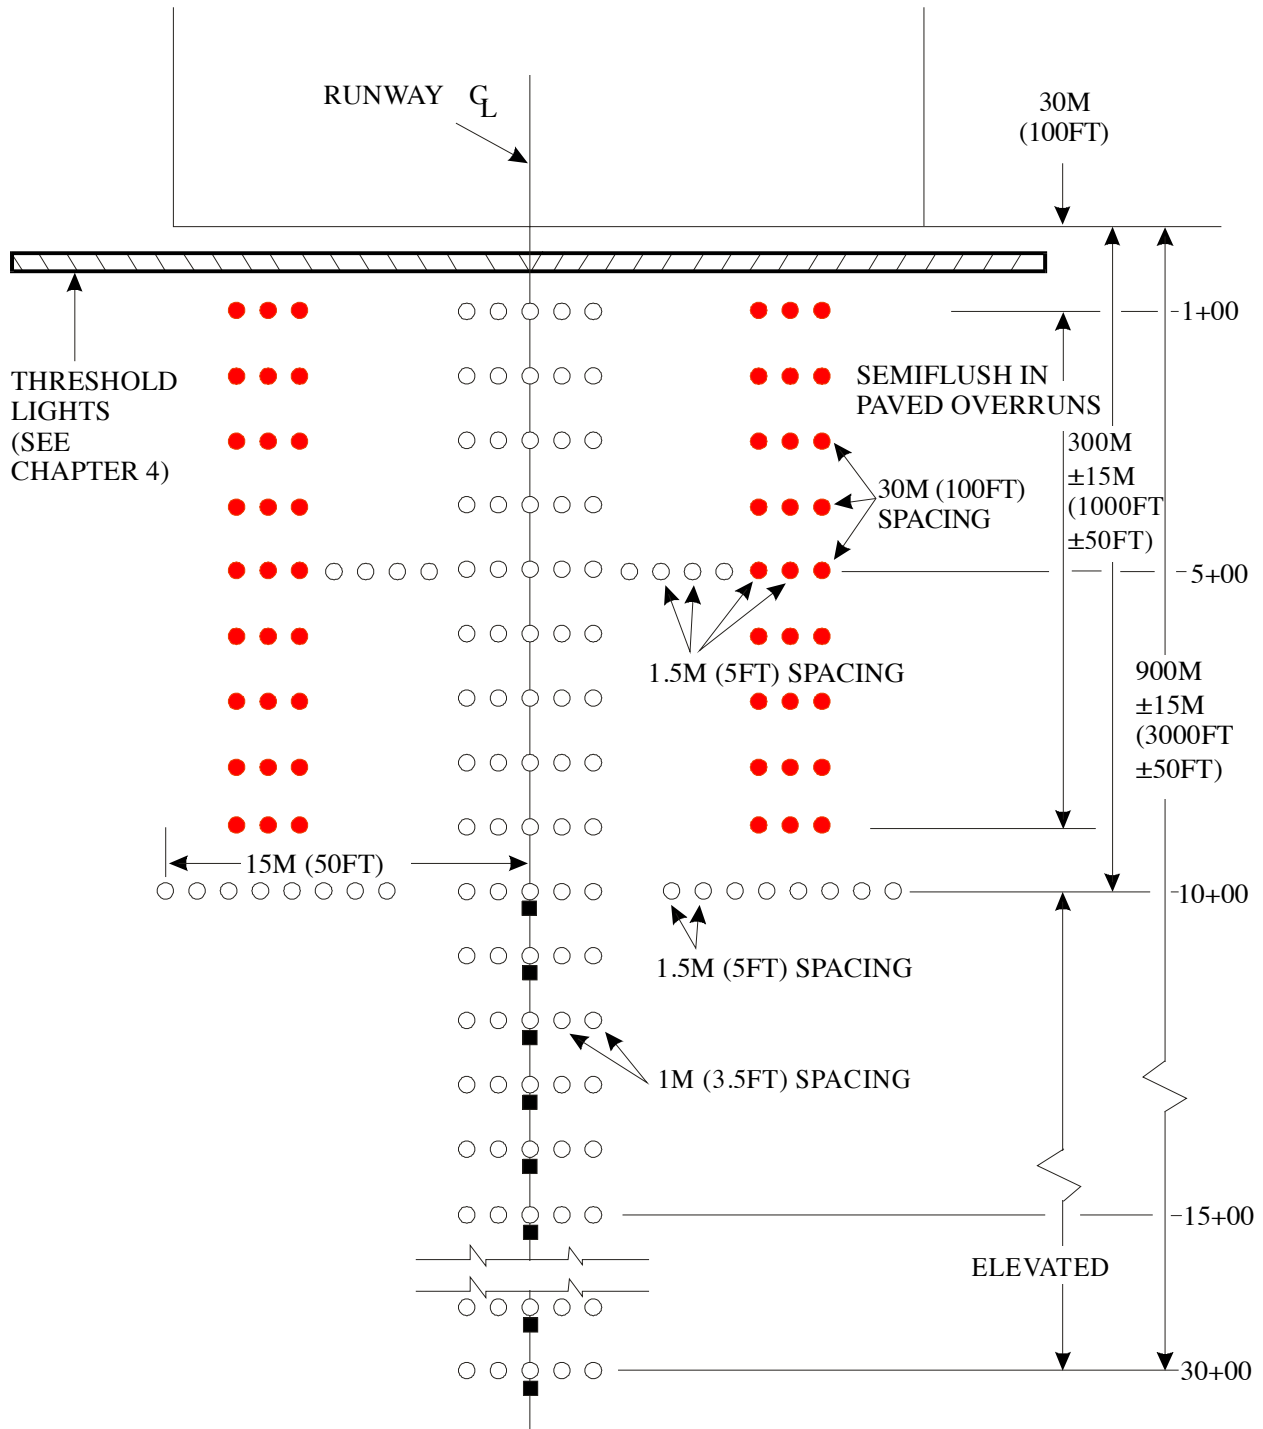 RUNWAY CL
30M
(100FT)
1+00
THRESHOLD
LIGHTS
(SEE
CHAPTER 4)
SEMIFLUSH IN
PAVED OVERRUNS
300M
±15M
(1000FT
±50FT)
30M (100FT)
SPACING
5+00
1.5M (5FT) SPACING
900M
±15M
(3000FT
±50FT)
15M (50FT)
10+00
1.5M (5FT) SPACING
1M (3.5FT) SPACING
15+00
ELEVATED
30+00